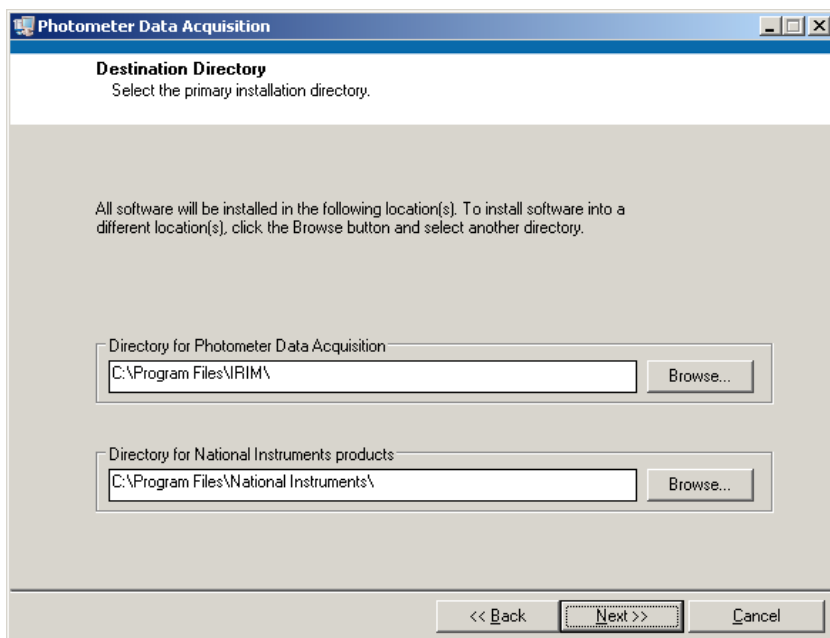 Photometer Data Acquisition
Destination Directory
Select the primary installation directory.
All software will be installed in the following location(s). To install software into a
different location(s), click the Browse button and select another directory.
Directory for Photometer Data Acquisition
C:\Program Files\IRIM\
Browse...
Directory for National Instruments products
C:\Program Files\National Instruments\
Browse...
<< Back
Next >>
Cancel